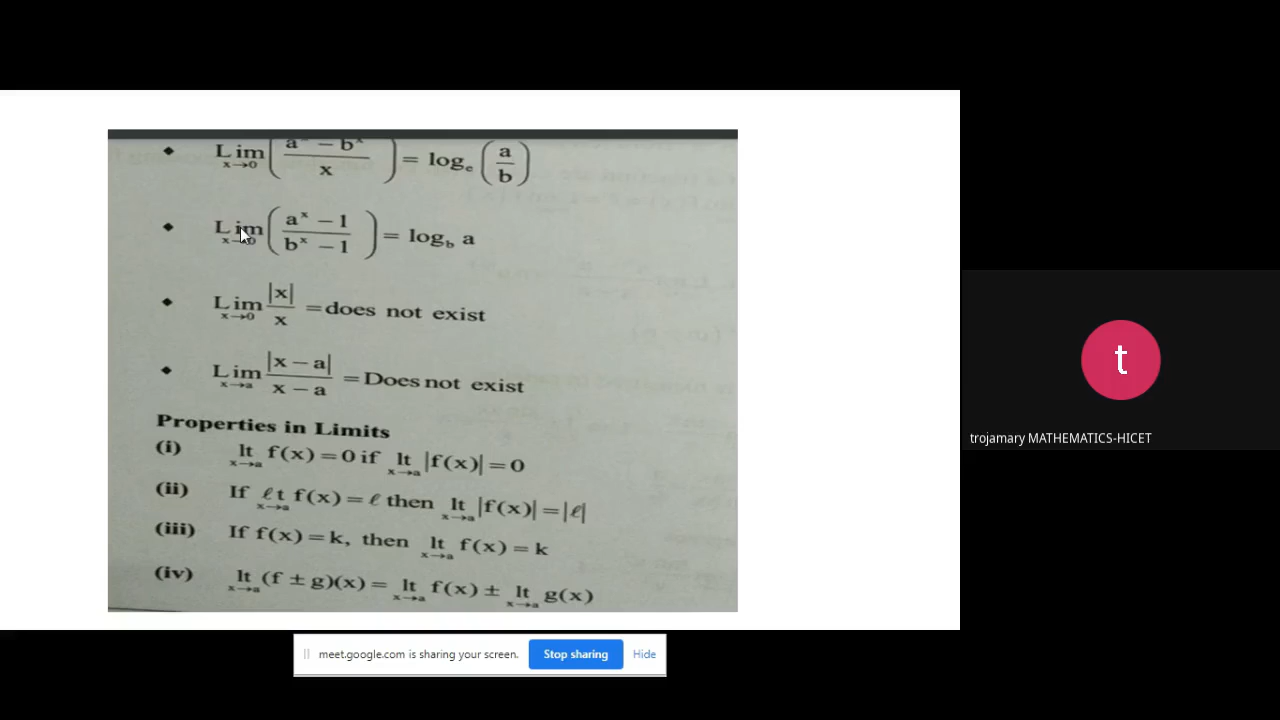 ◆ Lim x→0 ( a^x − b^x / x ) = log_e ( a / b )
◆ Lim x→0 ( a^x − 1 / b^x − 1 ) = log_b a
◆ Lim x→0 |x| / x = does not exist
◆ Lim x→a |x − a| / x − a = Does not exist
Properties in Limits
(i) lt x→a f(x) = 0 if lt x→a |f(x)| = 0
(ii) If ℓt x→a f(x) = ℓ then lt x→a |f(x)| = |ℓ|
(iii) If f(x) = k, then lt x→a f(x) = k
(iv) lt x→a (f ± g)(x) = lt x→a f(x) ± lt x→a g(x)
t
trojamary MATHEMATICS-HICET
meet.google.com is sharing your screen. Stop sharing Hide